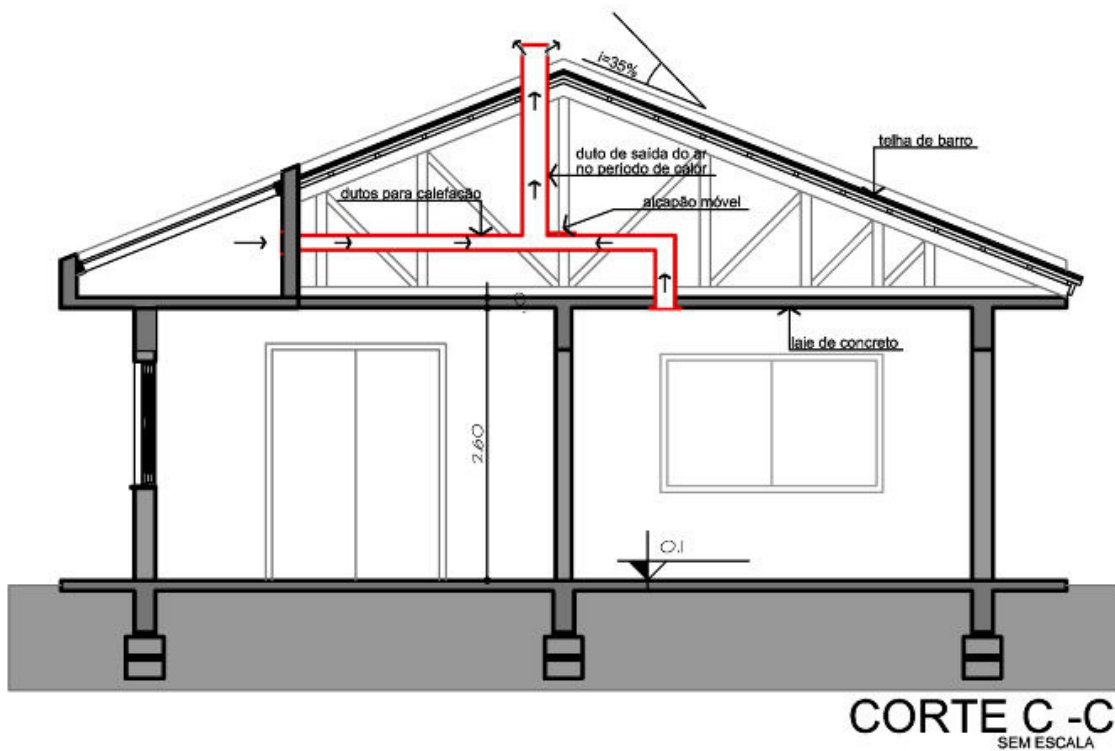 i=35%
telha de barro
duto de saída do ar
no período de calor
dutos para calefação
alçapão móvel
laje de concreto
2.60
0.1
CORTE C -C
SEM ESCALA